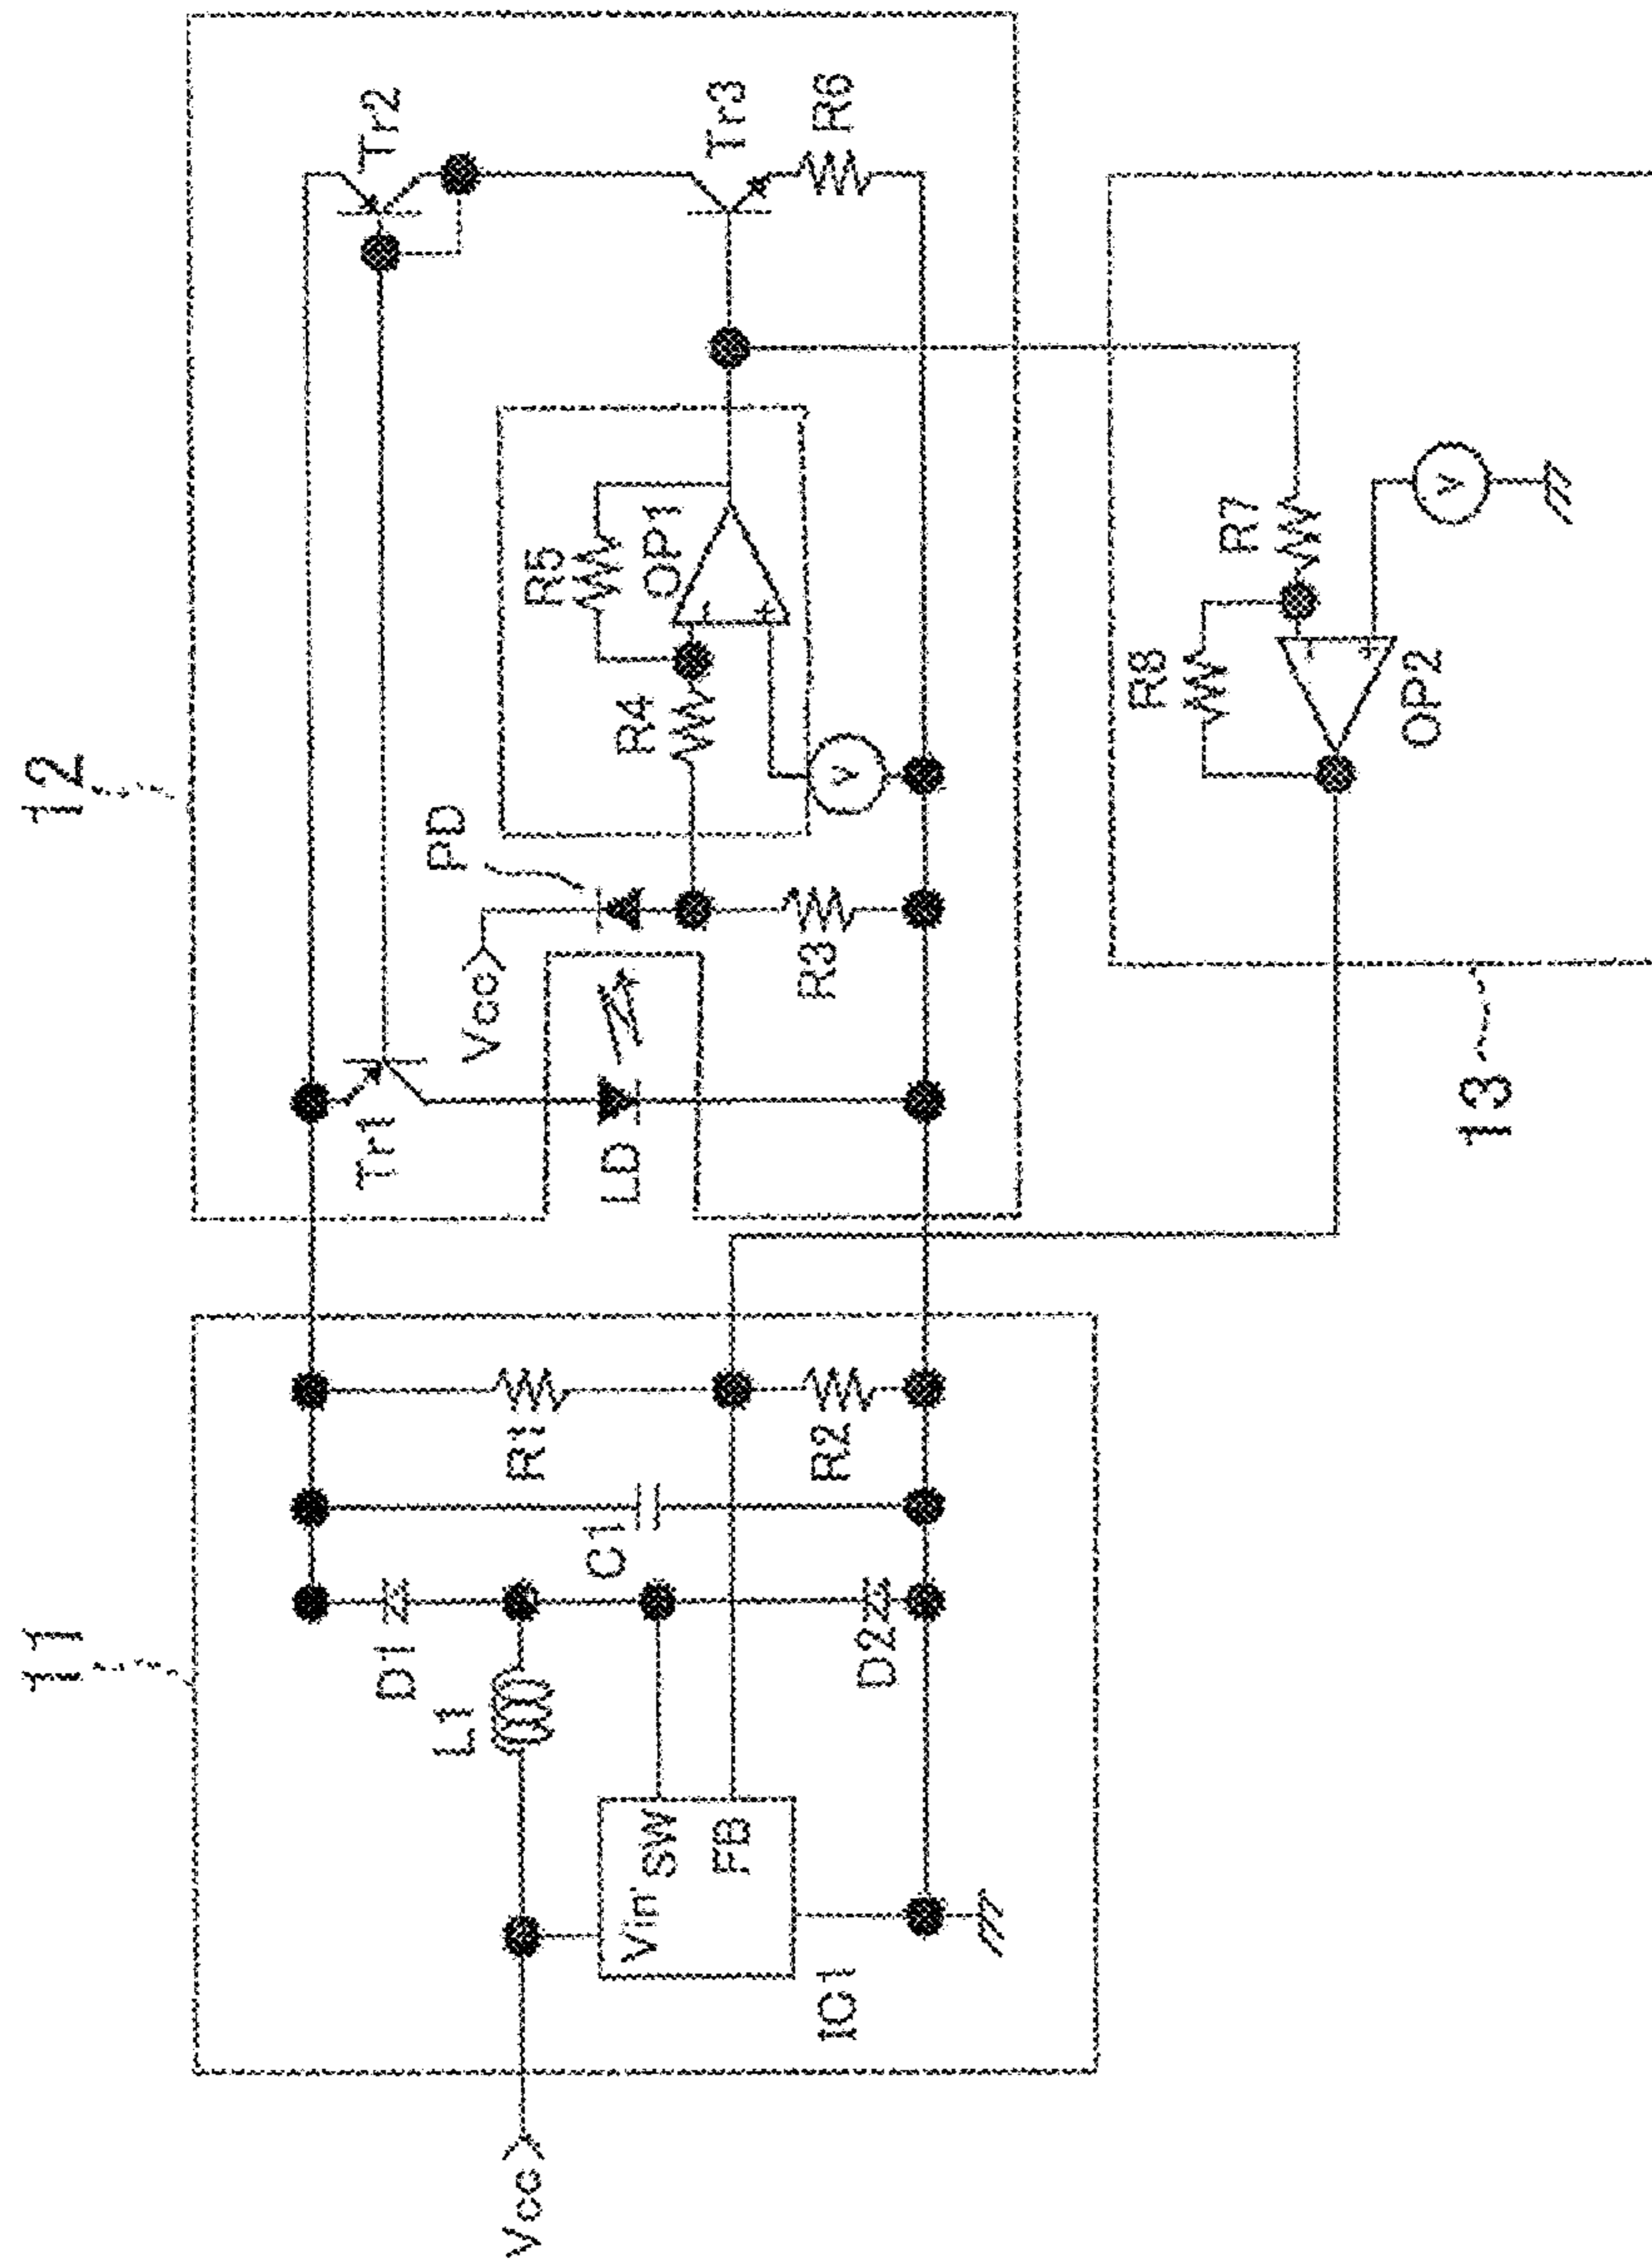 11
12
Vcc
L1
D1
Vin
SW
FB
IC1
D2
C1
R1
R2
Tr1
LD
Vcc
PD
R3
R4
R5
OP1
-
+
V
Tr2
Tr3
R6
13
R8
R7
OP2
-
+
V